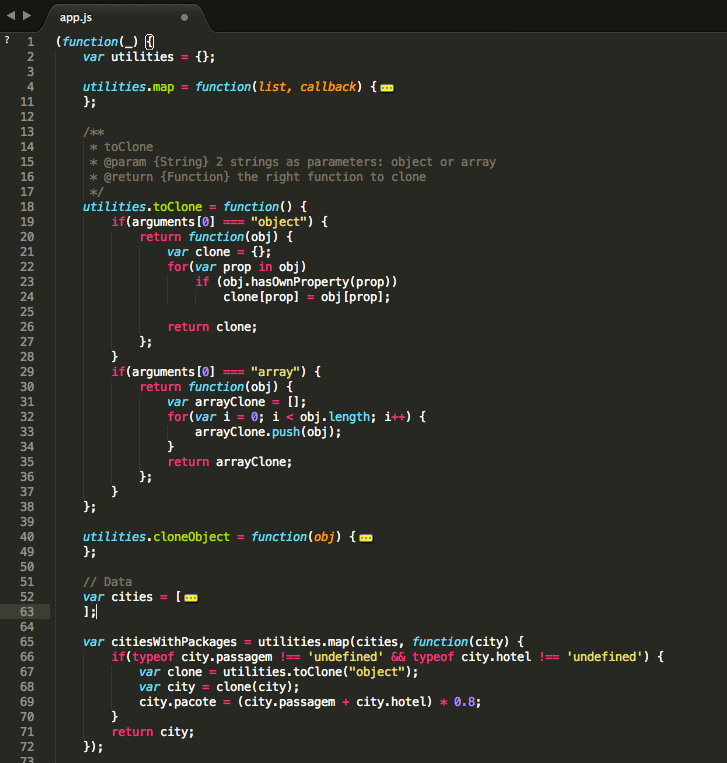 app.js
? 1 (function(_) {
2 var utilities = {};
3
4 utilities.map = function(list, callback) {
11 };
12
13 /**
14 * toClone
15 * @param {String} 2 strings as parameters: object or array
16 * @return {Function} the right function to clone
17 */
18 utilities.toClone = function() {
19 if(arguments[0] === "object") {
20 return function(obj) {
21 var clone = {};
22 for(var prop in obj)
23 if (obj.hasOwnProperty(prop))
24 clone[prop] = obj[prop];
25
26 return clone;
27 };
28 }
29 if(arguments[0] === "array") {
30 return function(obj) {
31 var arrayClone = [];
32 for(var i = 0; i < obj.length; i++) {
33 arrayClone.push(obj);
34 }
35 return arrayClone;
36 };
37 }
38 };
39
40 utilities.cloneObject = function(obj) {
49 };
50
51 // Data
52 var cities = [
63 ];
64
65 var citiesWithPackages = utilities.map(cities, function(city) {
66 if(typeof city.passagem !== 'undefined' && typeof city.hotel !== 'undefined') {
67 var clone = utilities.toClone("object");
68 var city = clone(city);
69 city.pacote = (city.passagem + city.hotel) * 0.8;
70 }
71 return city;
72 });
73